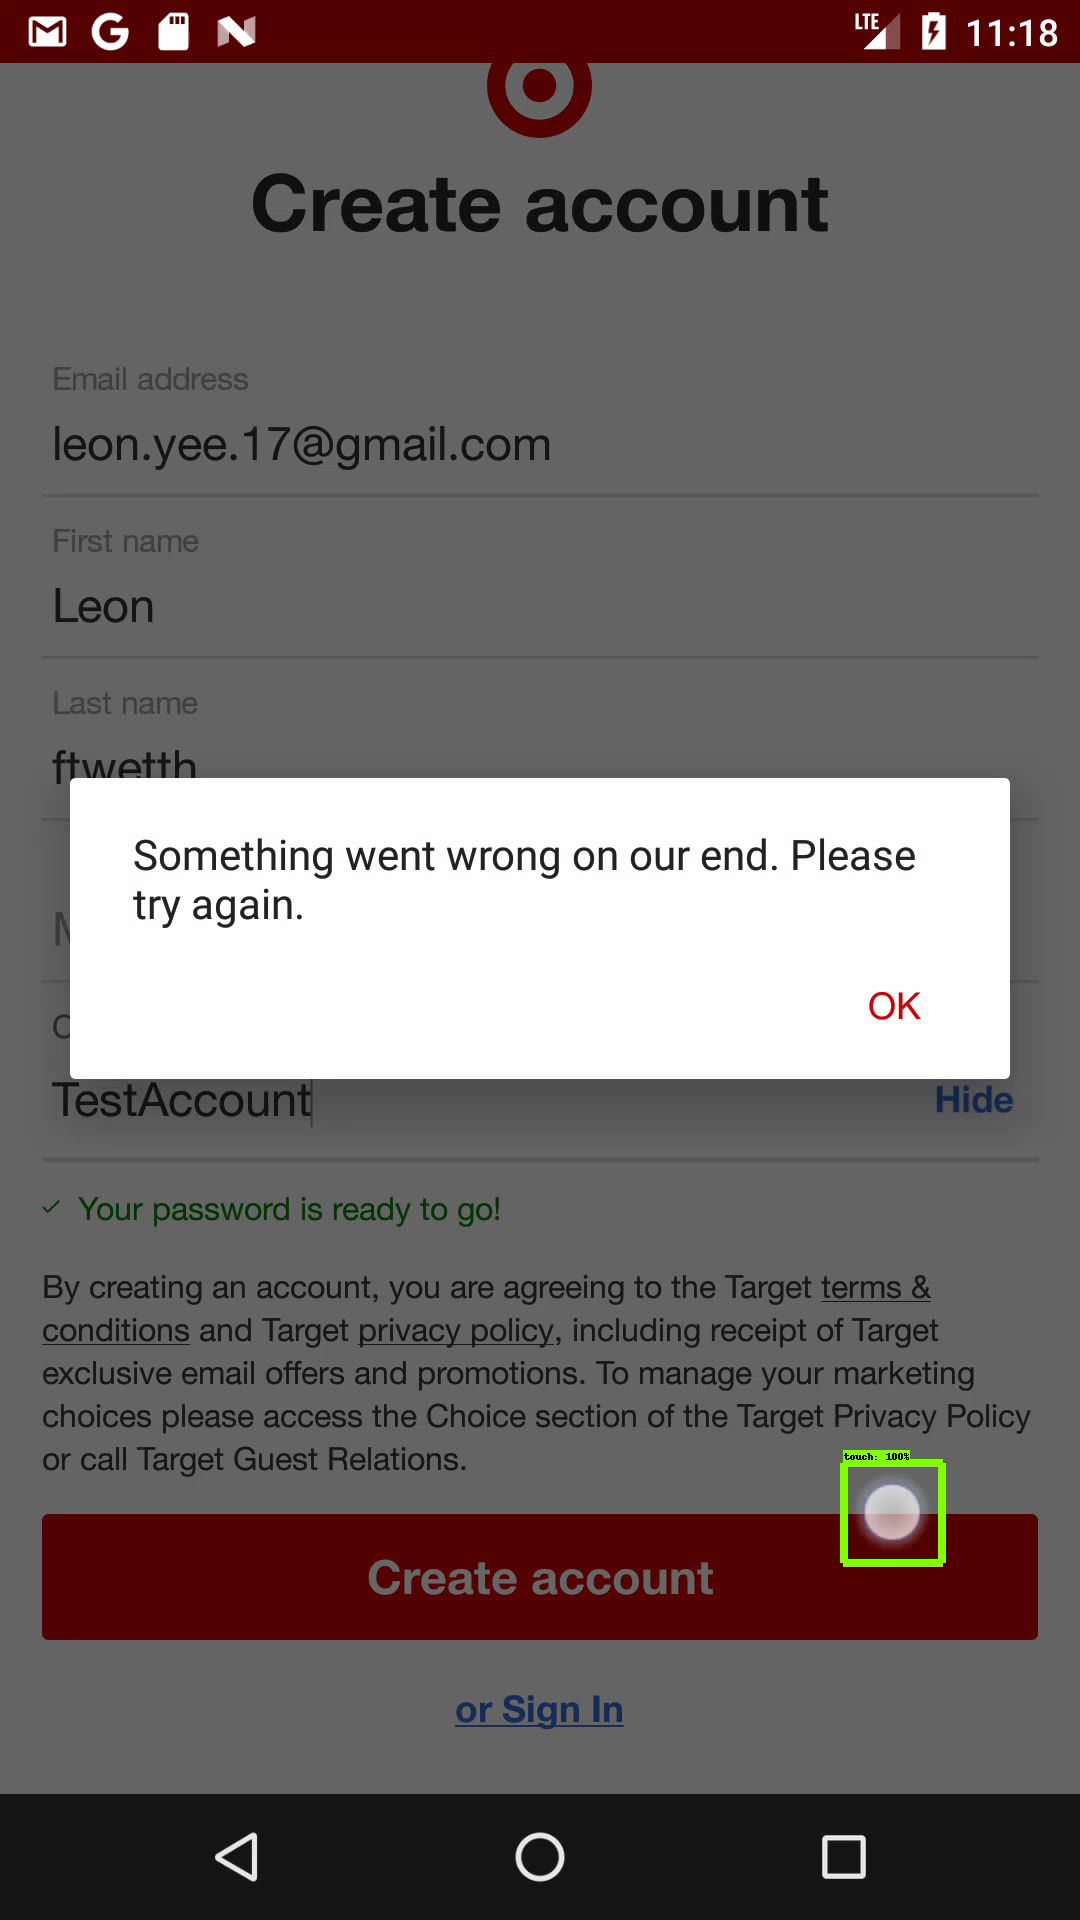 LTE 11:18
Create account
Email address
leon.yee.17@gmail.com
First name
Leon
Last name
ftwetth
Something went wrong on our end. Please
try again.
OK
TestAccount
Hide
Your password is ready to go!
By creating an account, you are agreeing to the Target terms &
conditions and Target privacy policy, including receipt of Target
exclusive email offers and promotions. To manage your marketing
choices please access the Choice section of the Target Privacy Policy
or call Target Guest Relations.
touch: 100%
Create account
or Sign In